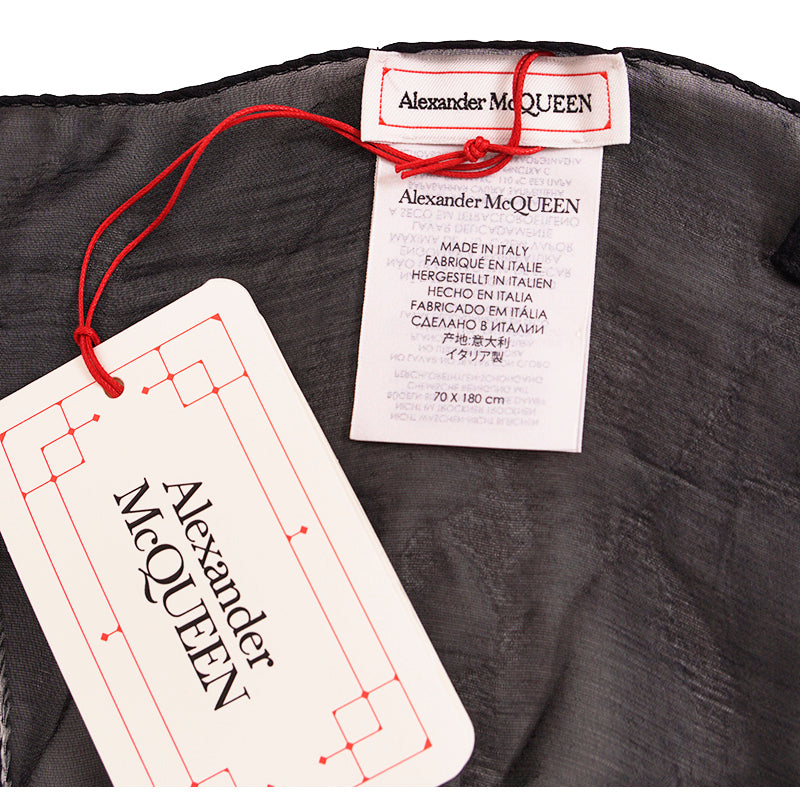 Alexander McQUEEN
Alexander McQUEEN
MADE IN ITALY
FABRIQUÉ EN ITALIE
HERGESTELLT IN ITALIEN
HECHO EN ITALIA
FABRICADO EM ITÁLIA
СДЕЛАНО В ИТАЛИИ
产地:意大利
イタリア製
70 X 180 cm
Alexander
McQUEEN